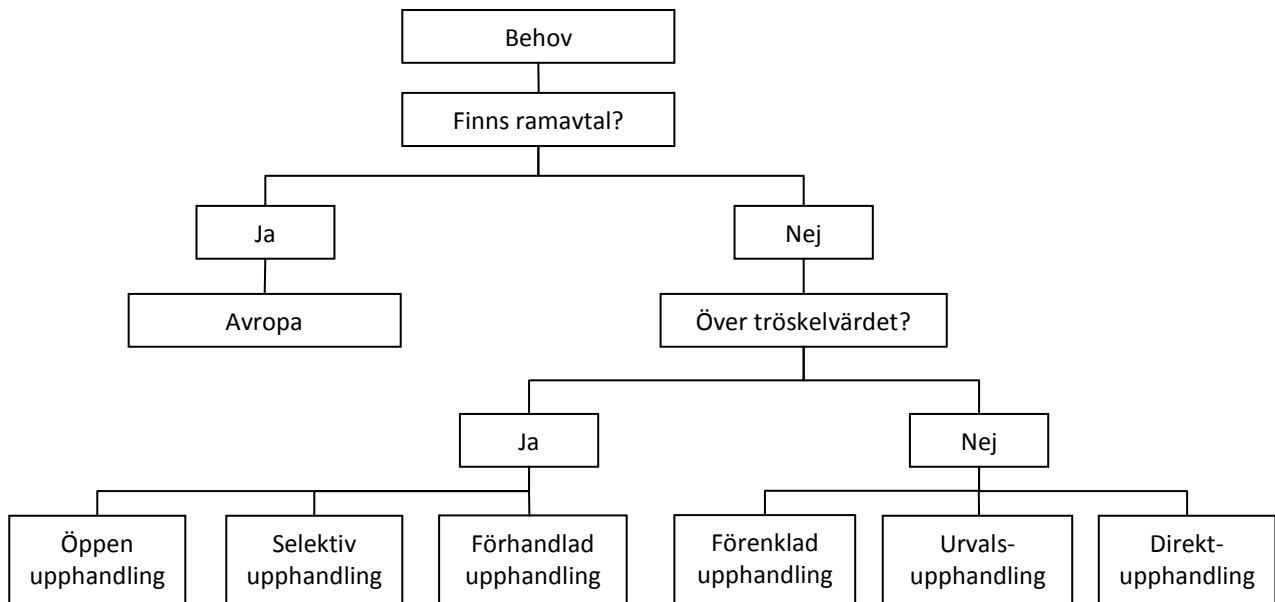 Behov
Finns ramavtal?
Ja
Nej
Avropa
Över tröskelvärdet?
Ja
Nej
Öppen
upphandling
Selektiv
upphandling
Förhandlad
upphandling
Förenklad
upphandling
Urvals-
upphandling
Direkt-
upphandling